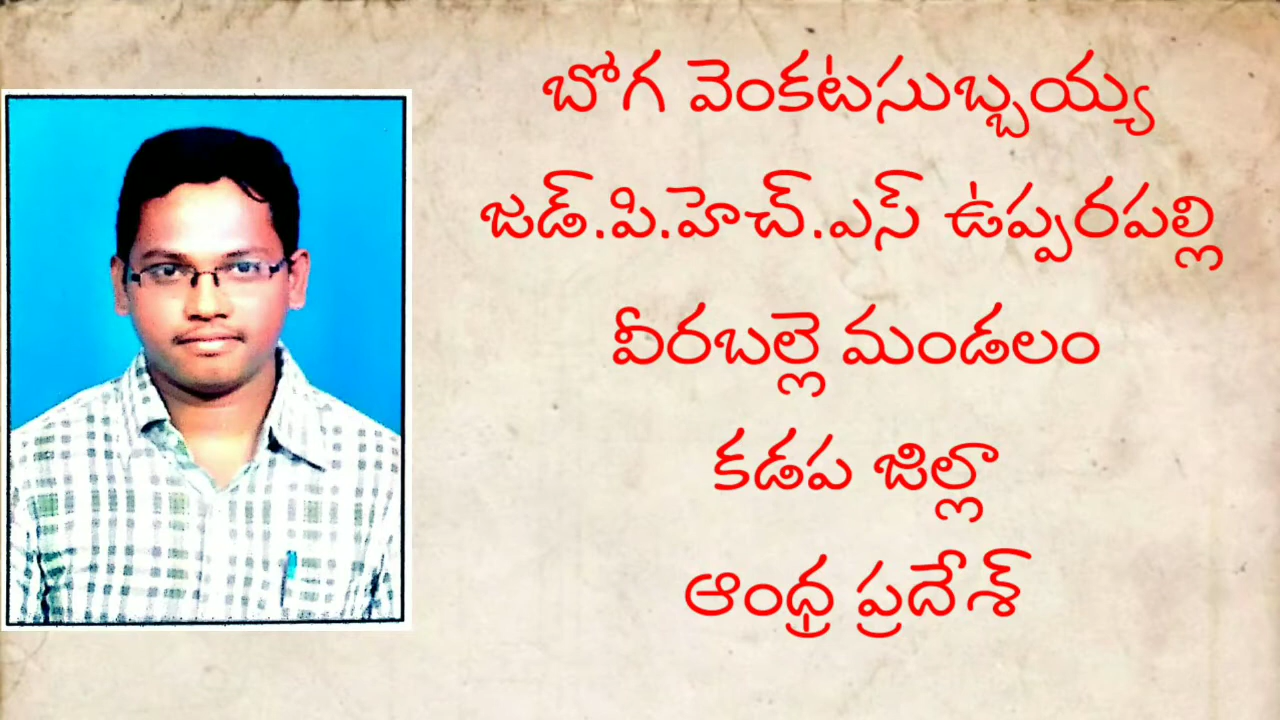 బోగ వెంకటసుబ్బయ్య
జడ్.పి.హెచ్.ఎస్ ఉప్పరపల్లి
వీరబల్లె మండలం
కడప జిల్లా
ఆంధ్ర ప్రదేశ్